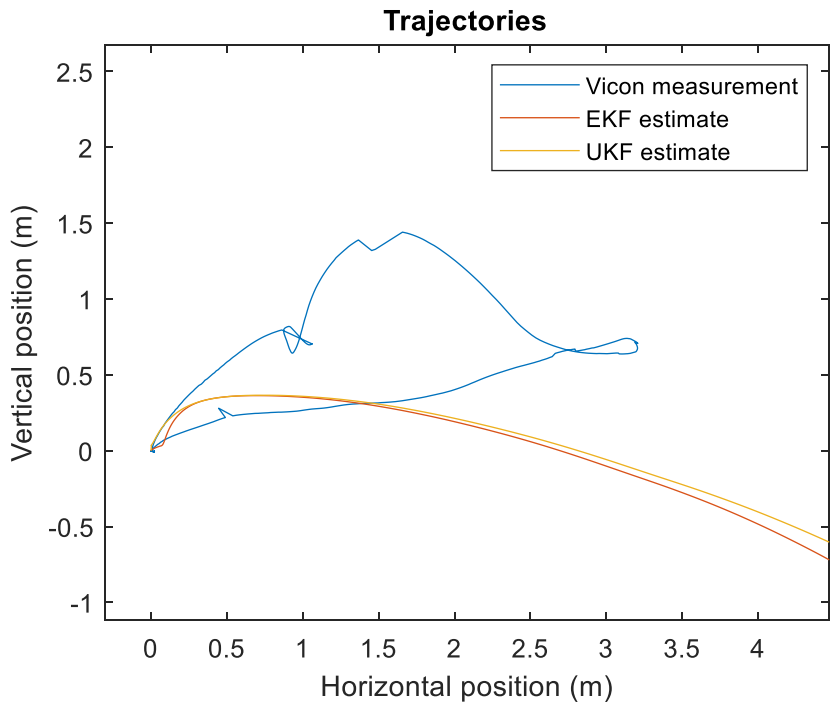 Trajectories
Vicon measurement
EKF estimate
UKF estimate
2.5
2
1.5
1
0.5
0
-0.5
-1
Vertical position (m)
0 0.5 1 1.5 2 2.5 3 3.5 4
Horizontal position (m)